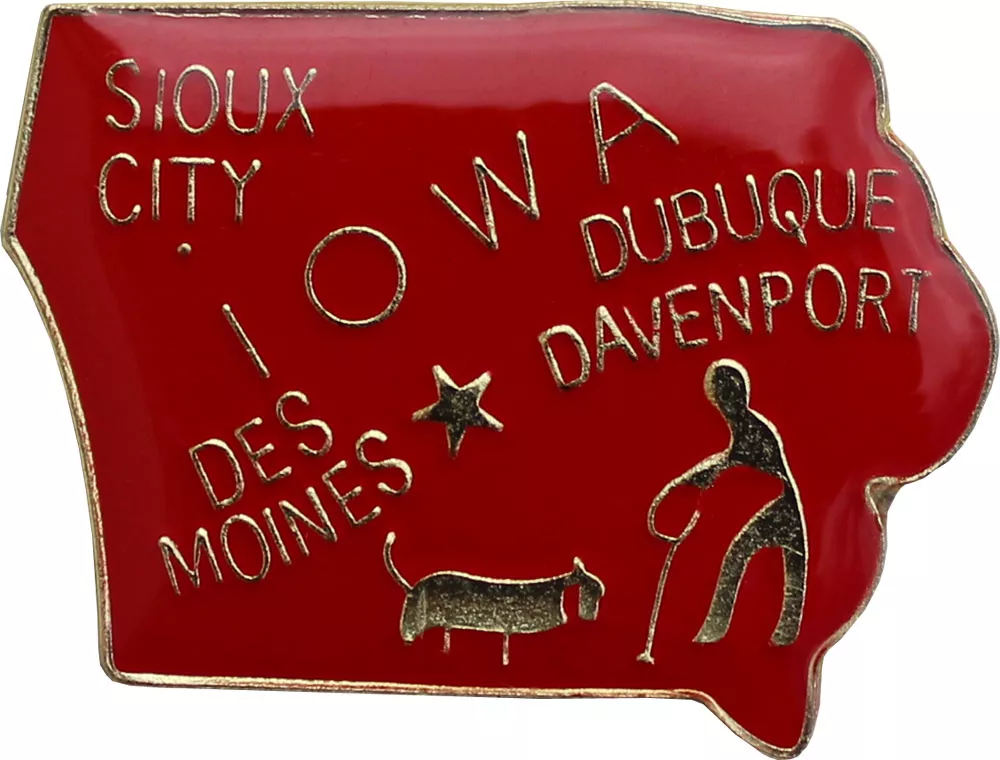 SIOUX
CITY
IOWA
DUBUQUE
DAVENPORT
DES
MOINES